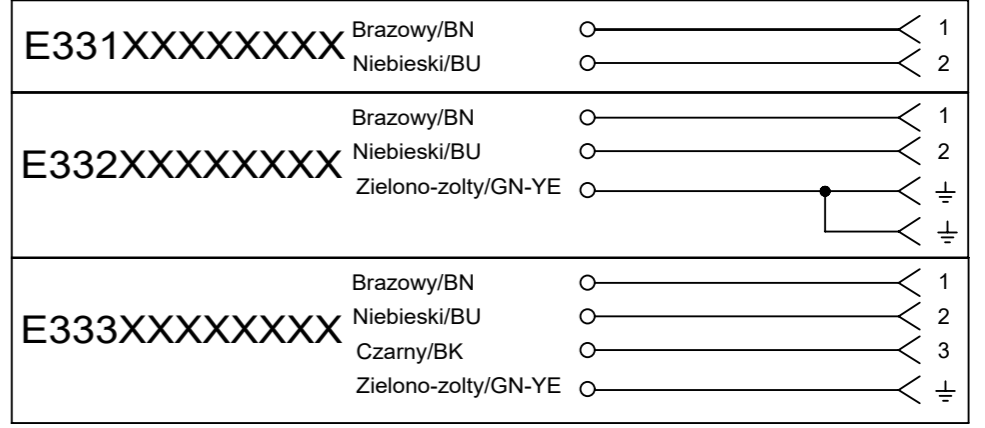 E331XXXXXXXX
Brazowy/BN 1
Niebieski/BU 2
E332XXXXXXXX
Brazowy/BN 1
Niebieski/BU 2
Zielono-zolty/GN-YE
E333XXXXXXXX
Brazowy/BN 1
Niebieski/BU 2
Czarny/BK 3
Zielono-zolty/GN-YE